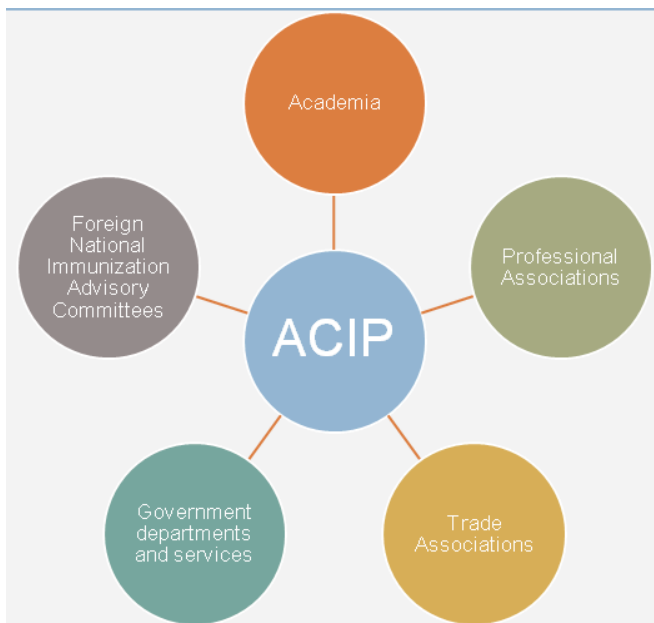 Academia
Foreign
National
Immunization
Advisory
Committees
Professional
Associations
ACIP
Government
departments
and services
Trade
Associations